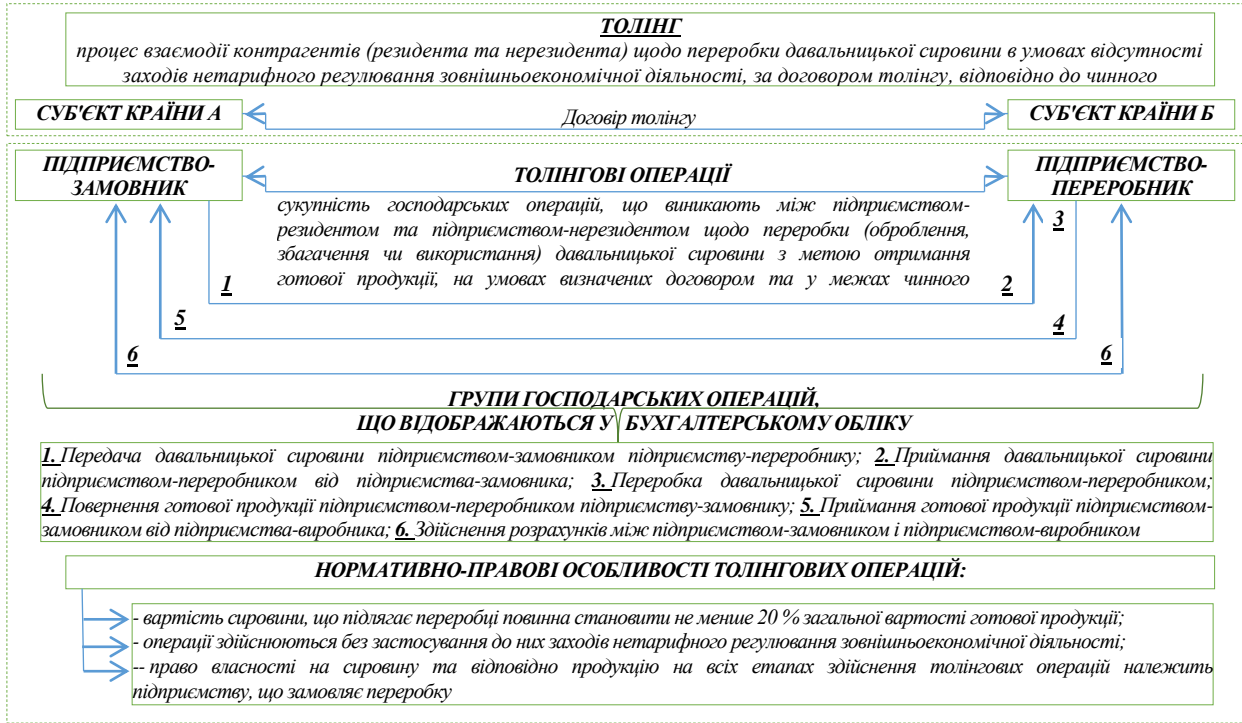 ТОЛІНГ
процес взаємодії контрагентів (резидента та нерезидента) щодо переробки давальницької сировини в умовах відсутності
заходів нетарифного регулювання зовнішньоекономічної діяльності, за договором толінгу, відповідно до чинного
СУБ'ЄКТ КРАЇНИ А
Договір толінгу
СУБ'ЄКТ КРАЇНИ Б
ПІДПРИЄМСТВО-
ЗАМОВНИК
ТОЛІНГОВІ ОПЕРАЦІЇ
ПІДПРИЄМСТВО-
ПЕРЕРОБНИК
сукупність господарських операцій, що виникають між підприємством-
резидентом та підприємством-нерезидентом щодо переробки (оброблення,
збагачення чи використання) давальницької сировини з метою отримання
готової продукції, на умовах визначених договором та у межах чинного
3
1
2
5
4
6
6
ГРУПИ ГОСПОДАРСЬКИХ ОПЕРАЦІЙ,
ЩО ВІДОБРАЖАЮТЬСЯ У БУХГАЛТЕРСЬКОМУ ОБЛІКУ
1. Передача давальницької сировини підприємством-замовником підприємству-переробнику; 2. Приймання давальницької сировини
підприємством-переробником від підприємства-замовника; 3. Переробка давальницької сировини підприємством-переробником;
4. Повернення готової продукції підприємством-переробником підприємству-замовнику; 5. Приймання готової продукції підприємством-
замовником від підприємства-виробника; 6. Здійснення розрахунків між підприємством-замовником і підприємством-виробником
НОРМАТИВНО-ПРАВОВІ ОСОБЛИВОСТІ ТОЛІНГОВИХ ОПЕРАЦІЙ:
- вартість сировини, що підлягає переробці повинна становити не менше 20 % загальної вартості готової продукції;
- операції здійснюються без застосування до них заходів нетарифного регулювання зовнішньоекономічної діяльності;
-- право власності на сировину та відповідно продукцію на всіх етапах здійснення толінгових операцій належить
підприємству, що замовляє переробку